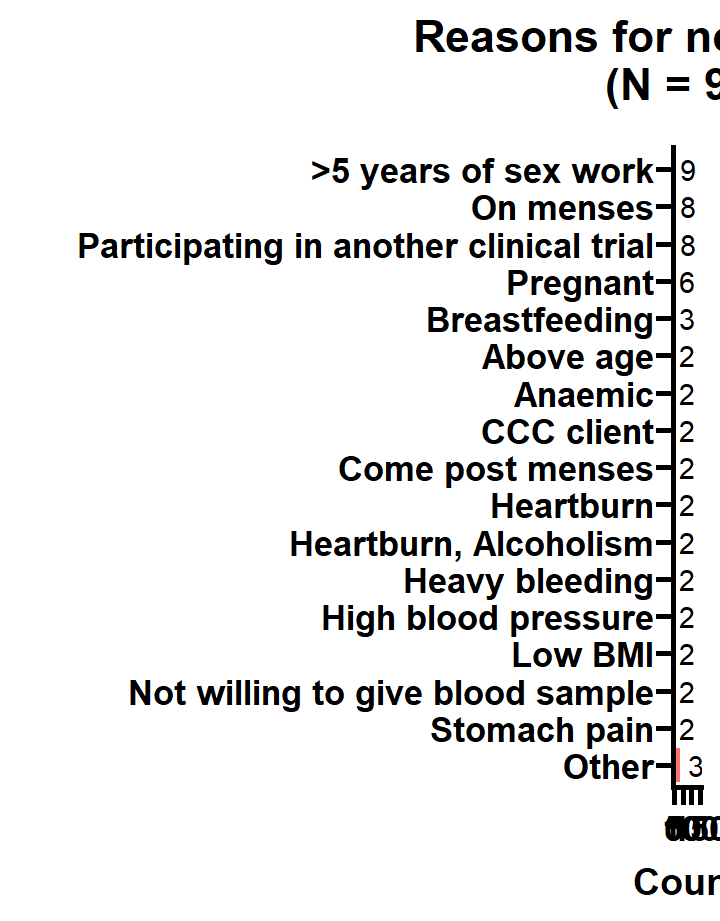 Reasons for
(N = 9
>5 years of sex work 9
On menses 8
Participating in another clinical trial 8
Pregnant 6
Breastfeeding 3
Above age 2
Anaemic 2
CCC client 2
Come post menses 2
Heartburn 2
Heartburn, Alcoholism 2
Heavy bleeding 2
High blood pressure 2
Low BMI 2
Not willing to give blood sample 2
Stomach pain 2
Other 3